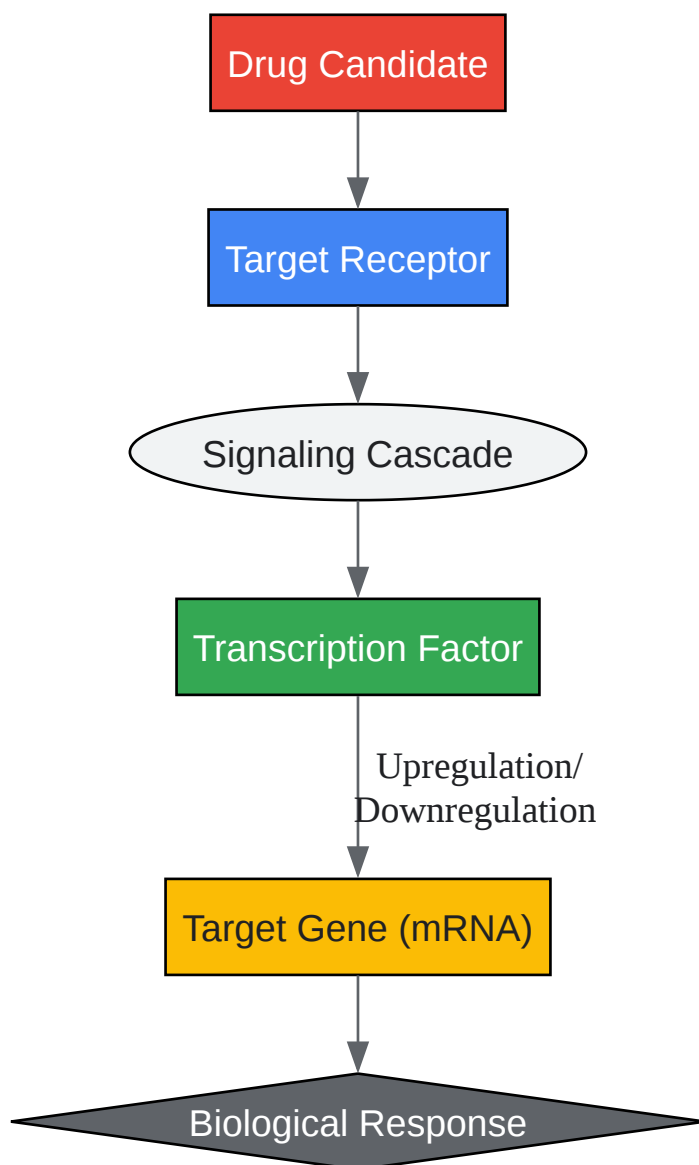 Drug Candidate
Target Receptor
Signaling Cascade
Transcription Factor
Upregulation/
Downregulation
Target Gene (mRNA)
Biological Response